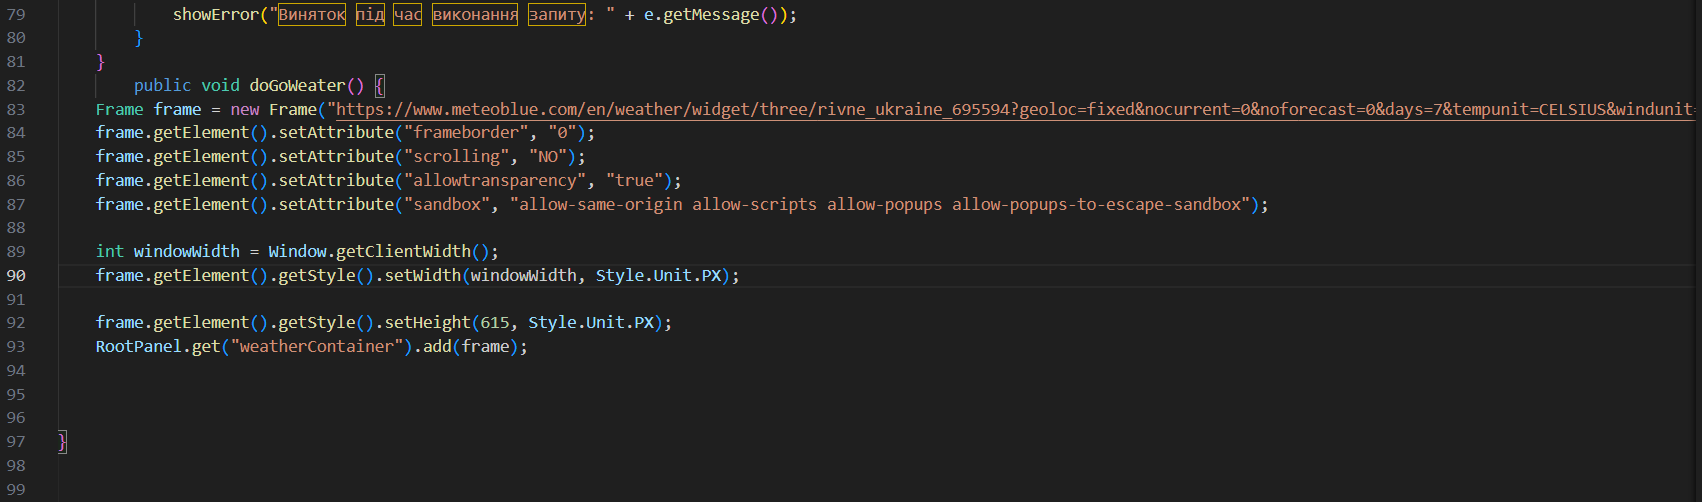 79 showError("Виняток під час виконання запиту: " + e.getMessage());
80 }
81 }
82 public void doGoWeater() {
83 Frame frame = new Frame("https://www.meteoblue.com/en/weather/widget/three/rivne_ukraine_695594?geoloc=fixed&nocurrent=0&noforecast=0&days=7&tempunit=CELSIUS&windunit=
84 frame.getElement().setAttribute("frameborder", "0");
85 frame.getElement().setAttribute("scrolling", "NO");
86 frame.getElement().setAttribute("allowtransparency", "true");
87 frame.getElement().setAttribute("sandbox", "allow-same-origin allow-scripts allow-popups allow-popups-to-escape-sandbox");
88
89 int windowWidth = Window.getClientWidth();
90 frame.getElement().getStyle().setWidth(windowWidth, Style.Unit.PX);
91
92 frame.getElement().getStyle().setHeight(615, Style.Unit.PX);
93 RootPanel.get("weatherContainer").add(frame);
94
95
96
97 }
98
99